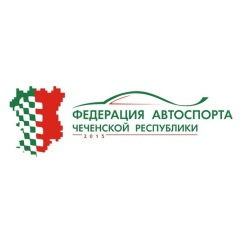 ФЕДЕРАЦИЯ АВТОСПОРТА
ЧЕЧЕНСКОЙ РЕСПУБЛИКИ
2015